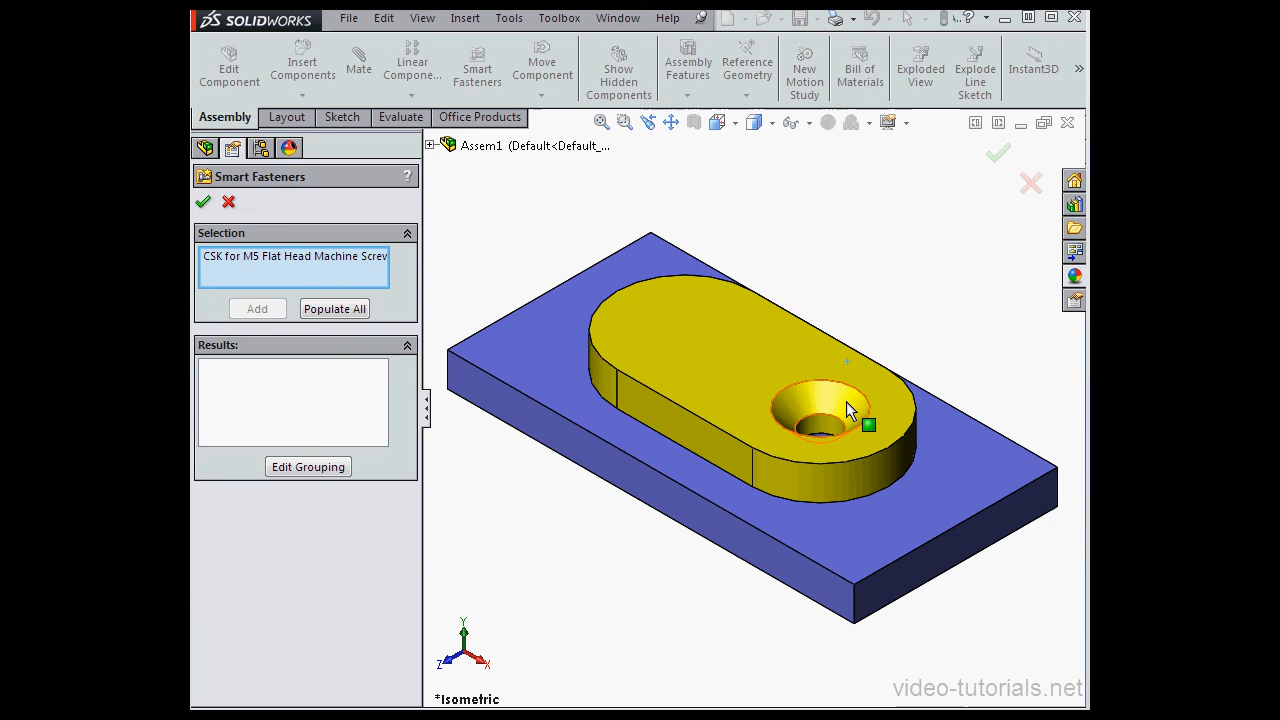 SOLIDWORKS File Edit View Insert Tools Toolbox Window Help
Edit Component
Insert Components
Mate
Linear Compone...
Smart Fasteners
Move Component
Show Hidden Components
Assembly Features
Reference Geometry
New Motion Study
Bill of Materials
Exploded View
Explode Line Sketch
Instant3D
Assembly Layout Sketch Evaluate Office Products
Assem1 (Default<Default_...
Smart Fasteners ?
Selection
CSK for M5 Flat Head Machine Screw
Add Populate All
Results:
Edit Grouping
Y
Z X
*Isometric
video-tutorials.net